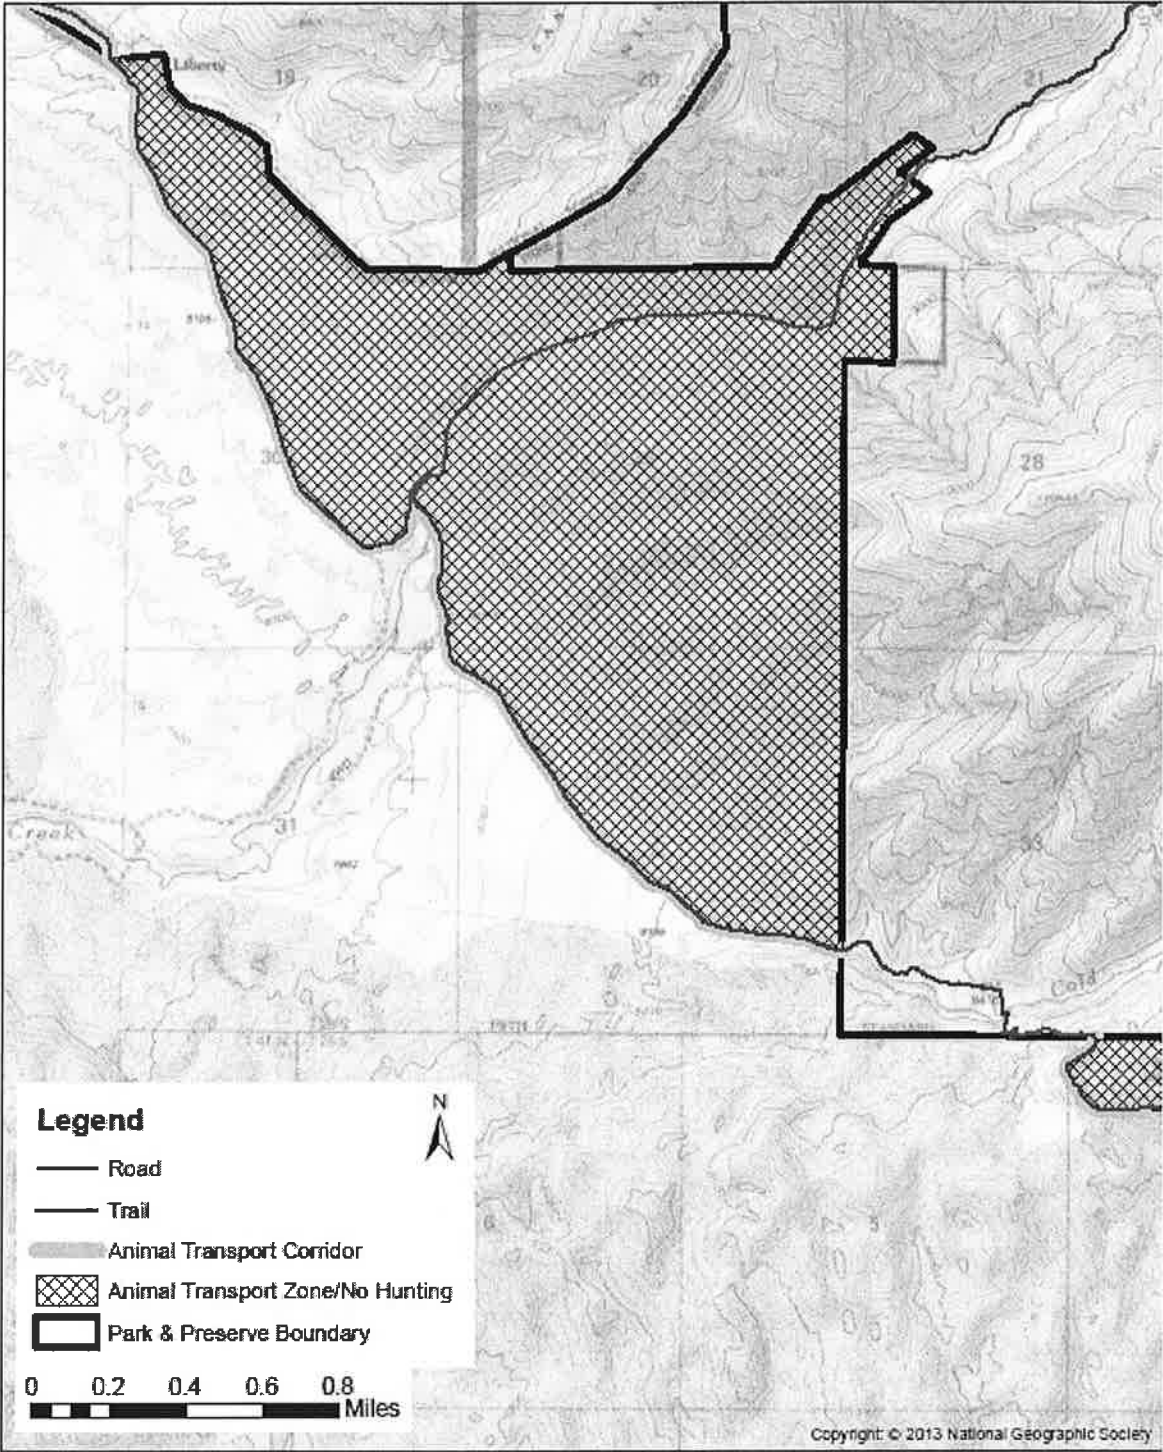 Liberty
19
20
21
30
28
31
33
Creek
Cold
6
5
Legend
N
Road
Trail
Animal Transport Corridor
Animal Transport Zone/No Hunting
Park & Preserve Boundary
0 0.2 0.4 0.6 0.8
Miles
Copyright: © 2013 National Geographic Society